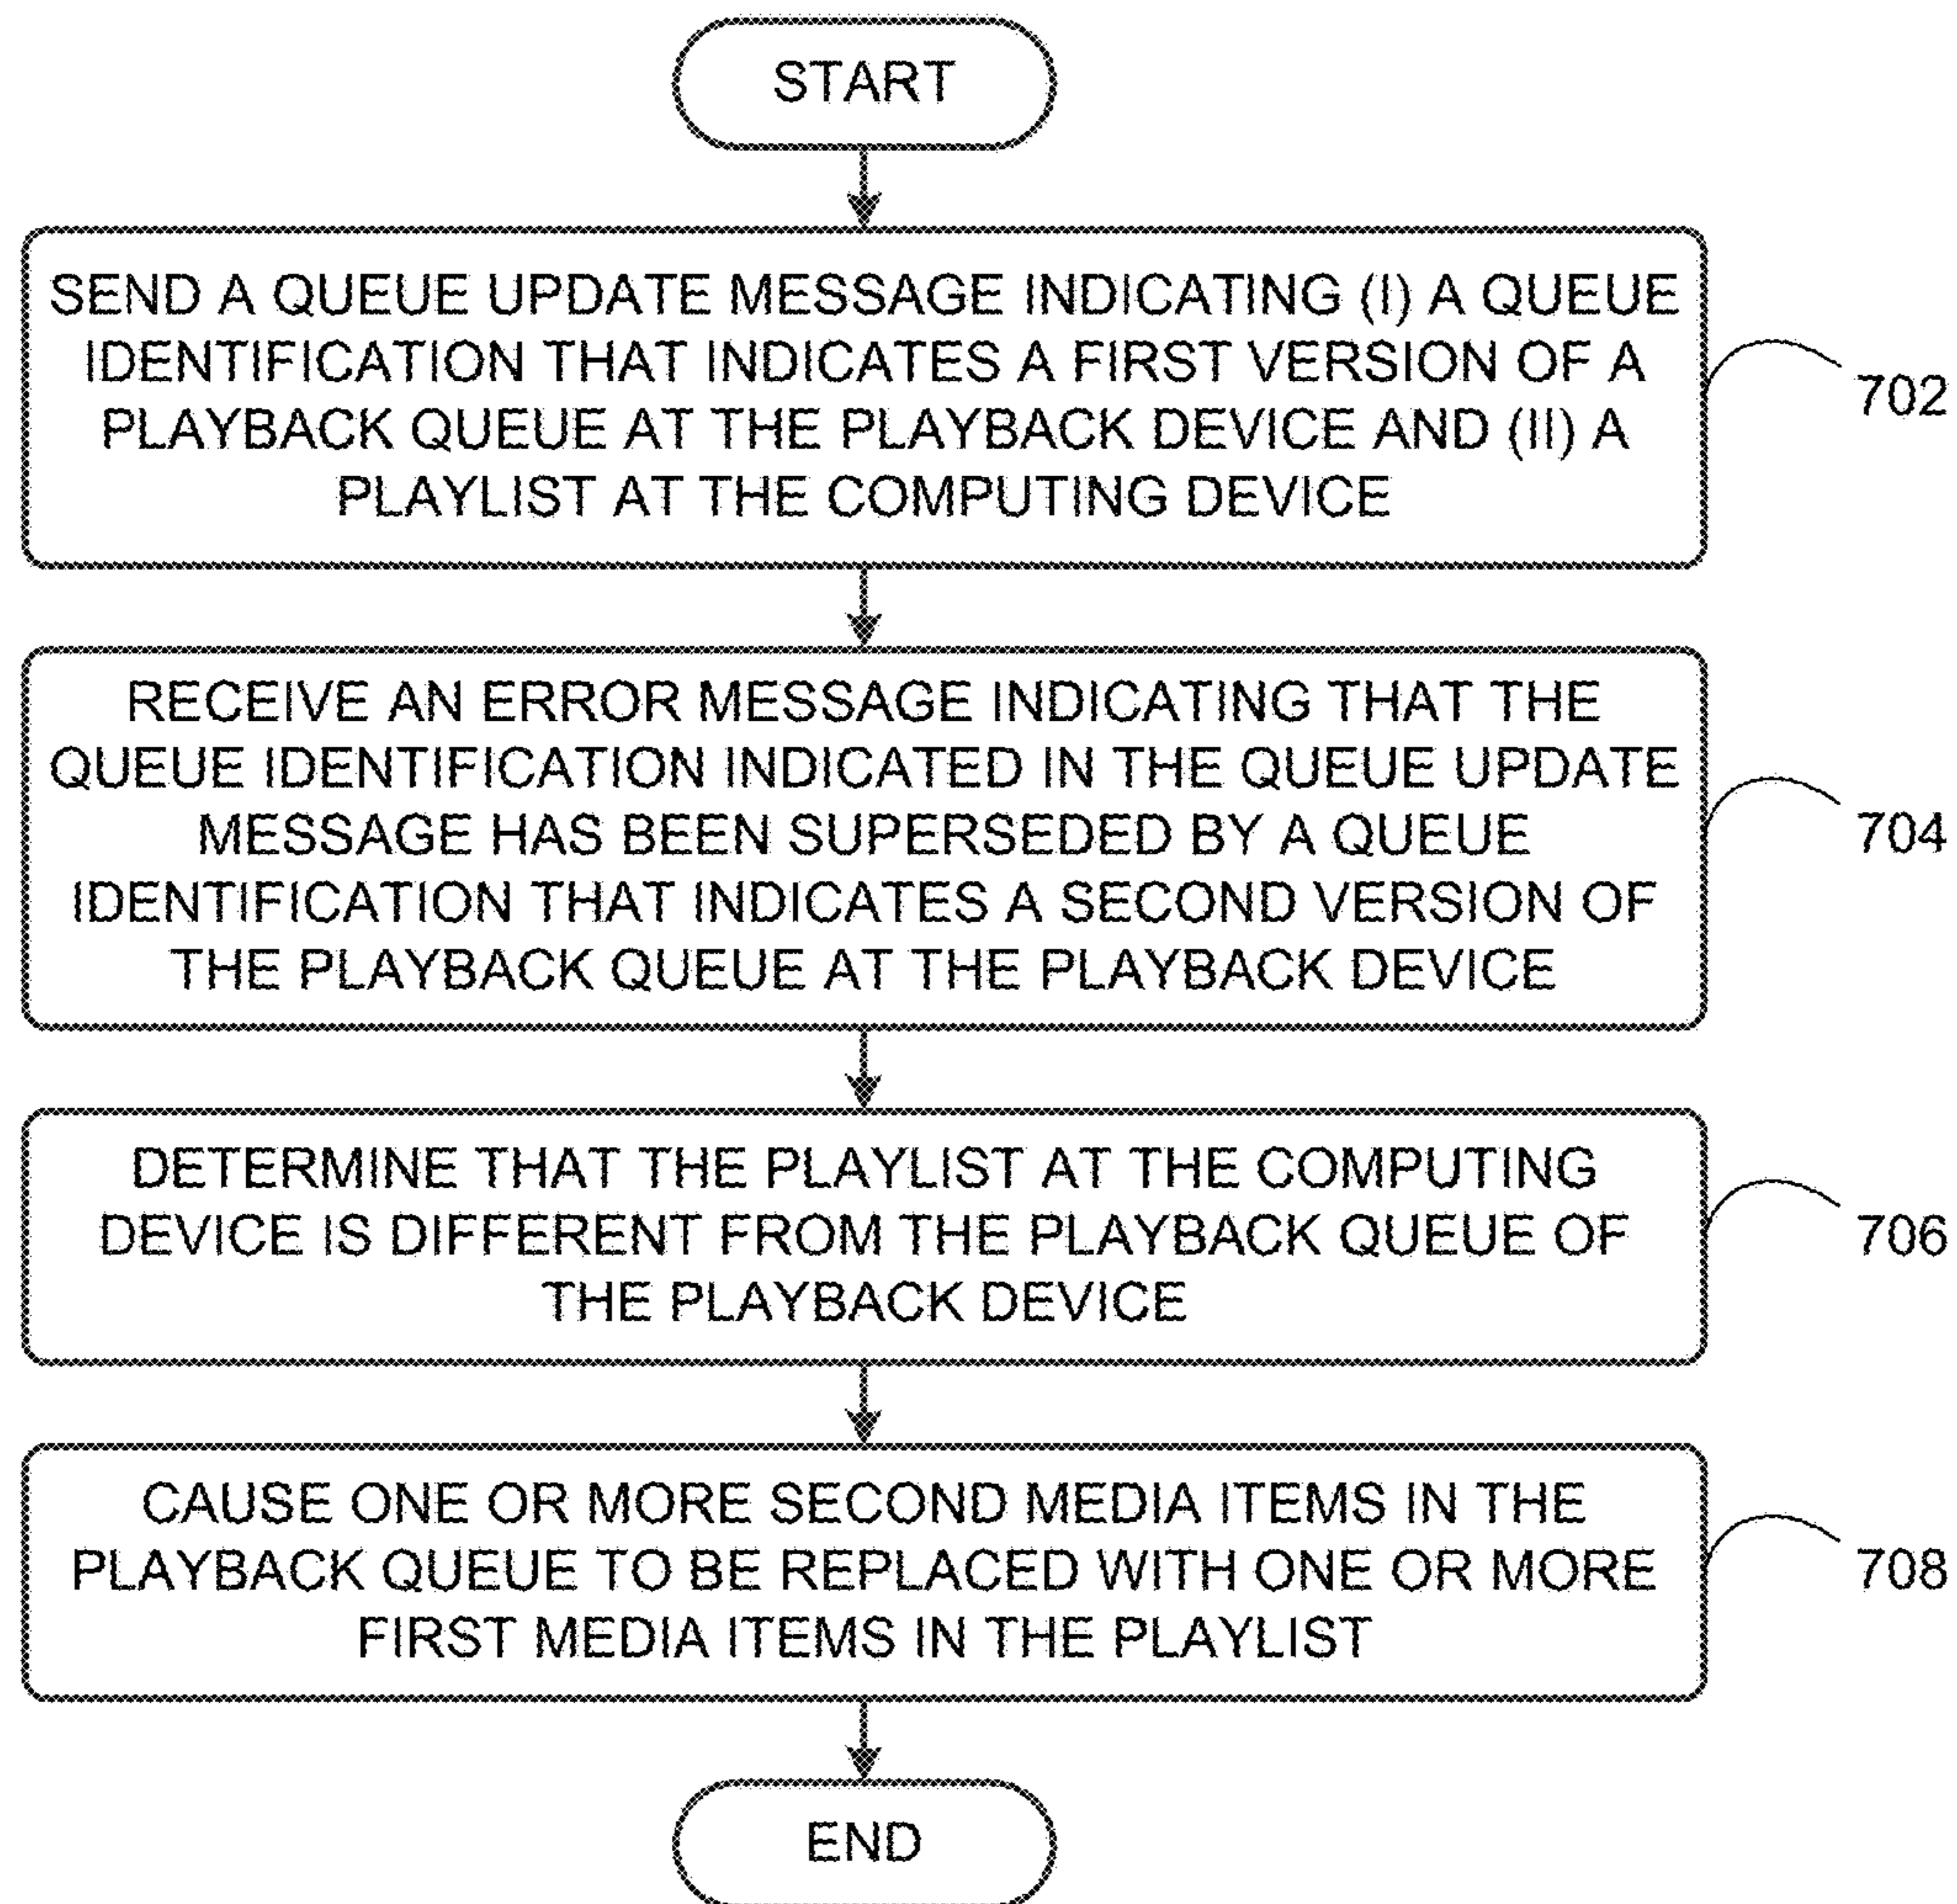 START
SEND A QUEUE UPDATE MESSAGE INDICATING (I) A QUEUE
IDENTIFICATION THAT INDICATES A FIRST VERSION OF A
PLAYBACK QUEUE AT THE PLAYBACK DEVICE AND (II) A
PLAYLIST AT THE COMPUTING DEVICE
702
RECEIVE AN ERROR MESSAGE INDICATING THAT THE
QUEUE IDENTIFICATION INDICATED IN THE QUEUE UPDATE
MESSAGE HAS BEEN SUPERSEDED BY A QUEUE
IDENTIFICATION THAT INDICATES A SECOND VERSION OF
THE PLAYBACK QUEUE AT THE PLAYBACK DEVICE
704
DETERMINE THAT THE PLAYLIST AT THE COMPUTING
DEVICE IS DIFFERENT FROM THE PLAYBACK QUEUE OF
THE PLAYBACK DEVICE
706
CAUSE ONE OR MORE SECOND MEDIA ITEMS IN THE
PLAYBACK QUEUE TO BE REPLACED WITH ONE OR MORE
FIRST MEDIA ITEMS IN THE PLAYLIST
708
END